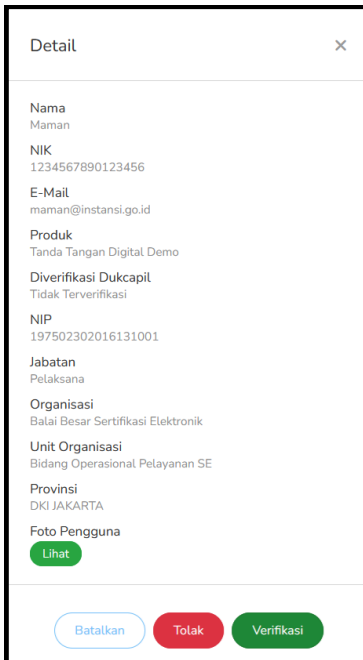 Detail ×
Nama
Maman
NIK
1234567890123456
E-Mail
maman@instansi.go.id
Produk
Tanda Tangan Digital Demo
Diverifikasi Dukcapil
Tidak Terverifikasi
NIP
197502302016131001
Jabatan
Pelaksana
Organisasi
Balai Besar Sertifikasi Elektronik
Unit Organisasi
Bidang Operasional Pelayanan SE
Provinsi
DKI JAKARTA
Foto Pengguna
Lihat
Batalkan Tolak Verifikasi